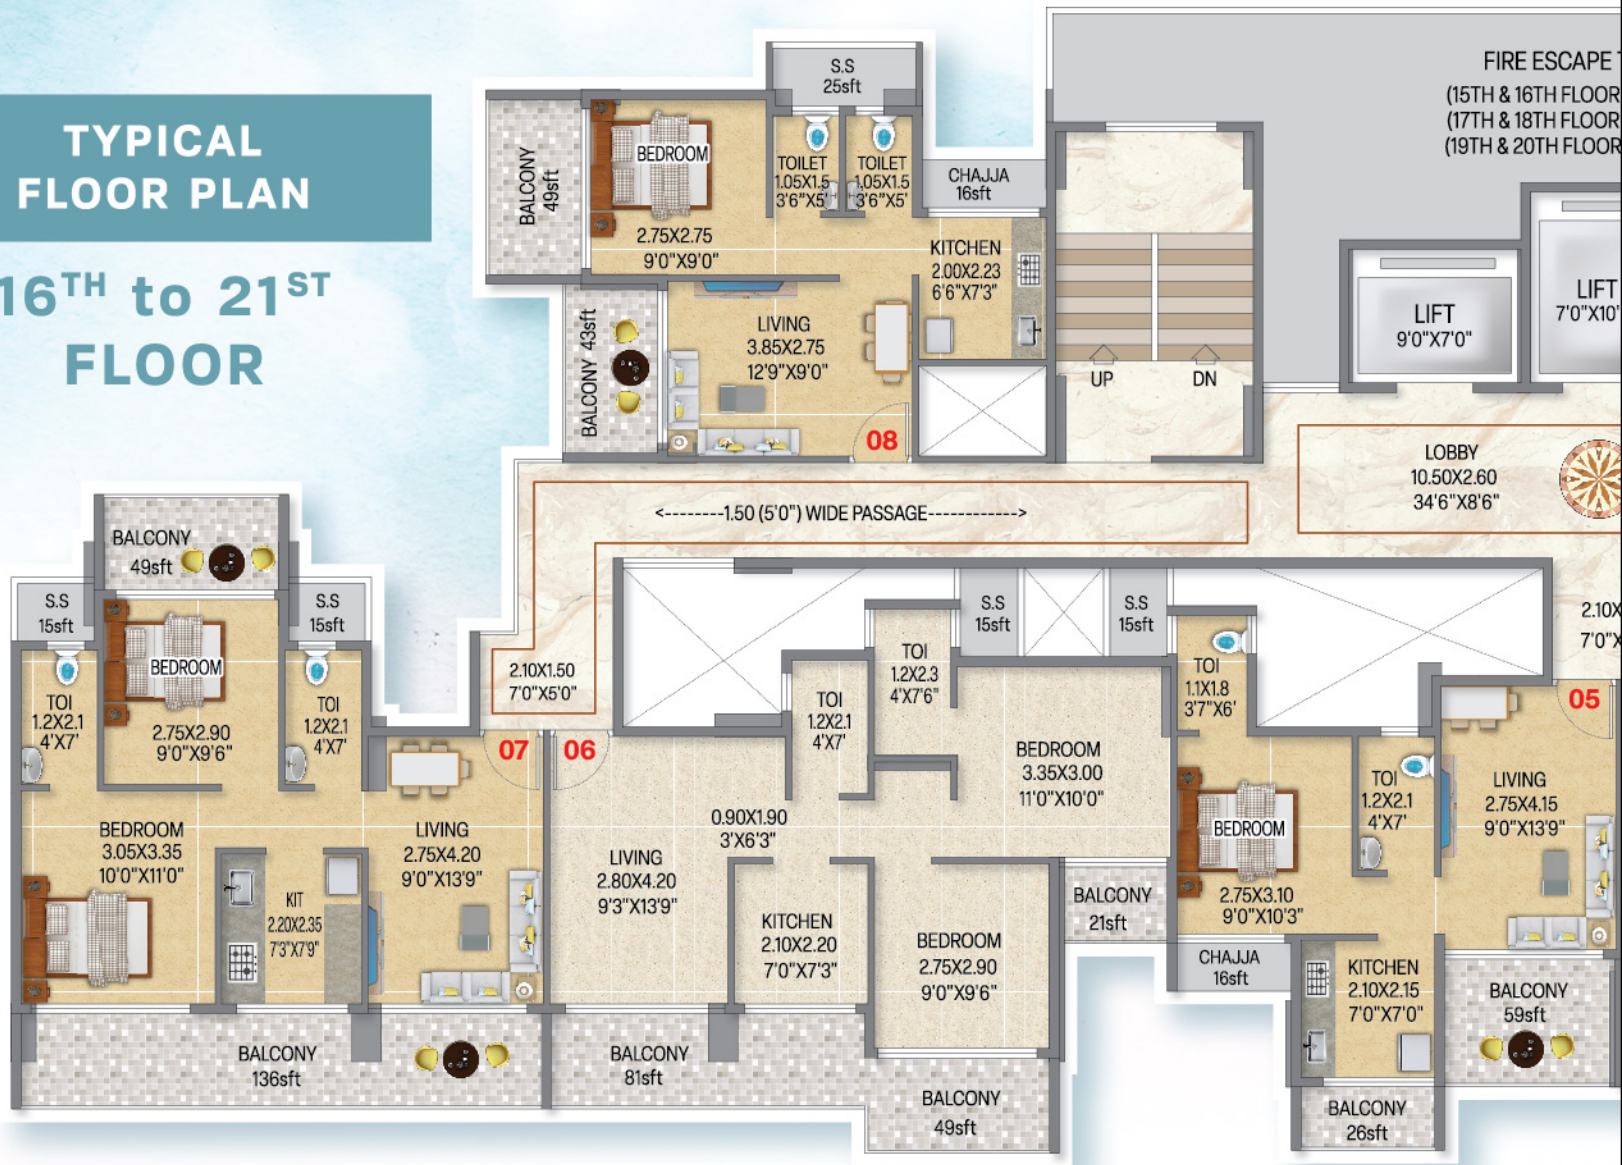 TYPICAL
FLOOR PLAN
16TH to 21ST
FLOOR
S.S
25sft
BALCONY
49sft
BEDROOM
2.75X2.75
9'0"X9'0"
TOILET
1.05X1.5
3'6"X5'
TOILET
1.05X1.5
3'6"X5'
CHAJJA
16sft
KITCHEN
2.00X2.23
6'6"X7'3"
BALCONY 43sft
LIVING
3.85X2.75
12'9"X9'0"
08
UP
DN
FIRE ESCAPE
(15TH & 16TH FLOOR
(17TH & 18TH FLOOR
(19TH & 20TH FLOOR
LIFT
9'0"X7'0"
LIFT
7'0"X10'
LOBBY
10.50X2.60
34'6"X8'6"
<--------1.50 (5'0") WIDE PASSAGE------------>
2.10X1.50
7'0"X5'0"
2.10X
7'0"X
BALCONY
49sft
S.S
15sft
S.S
15sft
BEDROOM
2.75X2.90
9'0"X9'6"
TOI
1.2X2.1
4'X7'
TOI
1.2X2.1
4'X7'
07
BEDROOM
3.05X3.35
10'0"X11'0"
KIT
2.20X2.35
7'3"X7'9"
LIVING
2.75X4.20
9'0"X13'9"
BALCONY
136sft
06
S.S
15sft
S.S
15sft
TOI
1.2X2.3
4'X7'6"
TOI
1.2X2.1
4'X7'
BEDROOM
3.35X3.00
11'0"X10'0"
0.90X1.90
3'X6'3"
LIVING
2.80X4.20
9'3"X13'9"
KITCHEN
2.10X2.20
7'0"X7'3"
BEDROOM
2.75X2.90
9'0"X9'6"
BALCONY
21sft
BALCONY
81sft
BALCONY
49sft
TOI
1.1X1.8
3'7"X6'
05
BEDROOM
2.75X3.10
9'0"X10'3"
TOI
1.2X2.1
4'X7'
LIVING
2.75X4.15
9'0"X13'9"
CHAJJA
16sft
KITCHEN
2.10X2.15
7'0"X7'0"
BALCONY
59sft
BALCONY
26sft